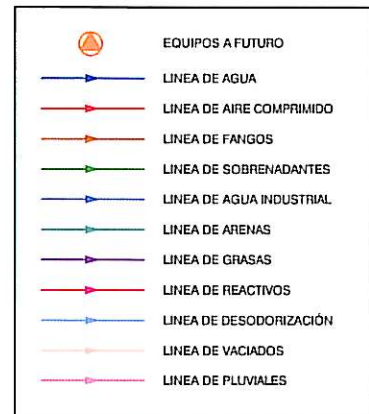 EQUIPOS A FUTURO
LINEA DE AGUA
LINEA DE AIRE COMPRIMIDO
LINEA DE FANGOS
LINEA DE SOBRENADANTES
LINEA DE AGUA INDUSTRIAL
LINEA DE ARENAS
LINEA DE GRASAS
LINEA DE REACTIVOS
LINEA DE DESODORIZACIÓN
LINEA DE VACIADOS
LINEA DE PLUVIALES